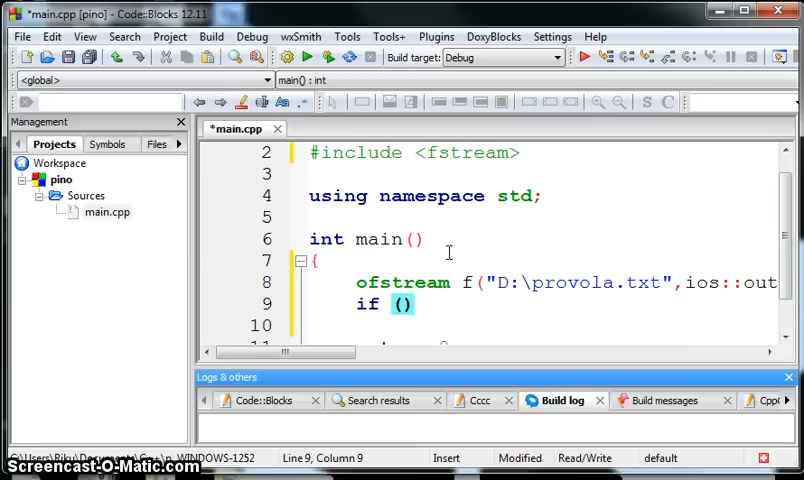 *main.cpp [pino] - Code::Blocks 12.11
File Edit View Search Project Build Debug wxSmith Tools Tools+ Plugins DoxyBlocks Settings Help
Build target: Debug
<global> main() : int
S C
Management
Projects Symbols Files
Workspace
pino
Sources
main.cpp
*main.cpp
2 #include <fstream>
3
4 using namespace std;
5
6 int main()
7 {
8 ofstream f("D:\provola.txt",ios::out
9 if ()
10
Logs & others
Code::Blocks Search results Cccc Build log Build messages CppC
WINDOWS-1252 Line 9, Column 9 Insert Modified Read/Write default
Screencast-O-Matic.com